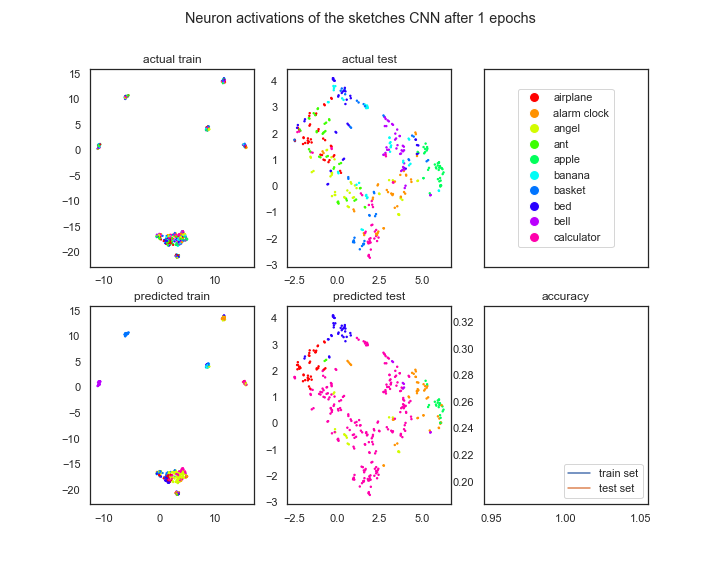 Neuron activations of the sketches CNN after 1 epochs
actual train
15
10
5
0
−5
−10
−15
−20
−10 0 10
actual test
4
3
2
1
0
−1
−2
−3
−2.5 0.0 2.5 5.0
airplane
alarm clock
angel
ant
apple
banana
basket
bed
bell
calculator
predicted train
15
10
5
0
−5
−10
−15
−20
−10 0 10
predicted test
4
3
2
1
0
−1
−2
−3
−2.5 0.0 2.5 5.0
accuracy
0.32
0.30
0.28
0.26
0.24
0.22
0.20
train set
test set
0.95 1.00 1.05